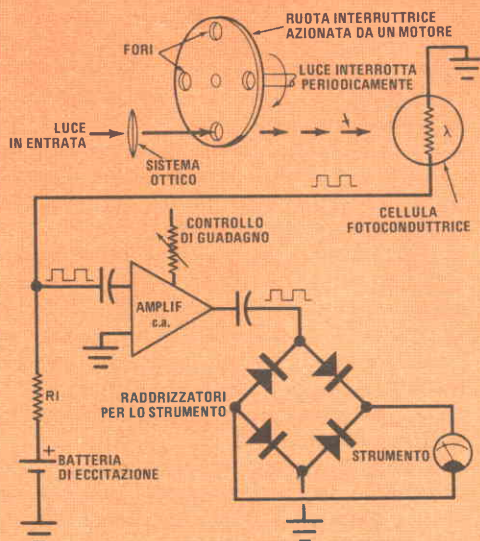 RUOTA INTERRUTTRICE
AZIONATA DA UN MOTORE
FORI
LUCE INTERROTTA
PERIODICAMENTE
LUCE
IN ENTRATA
λ
SISTEMA
OTTICO
CELLULA
FOTOCONDUTTRICE
CONTROLLO
DI GUADAGNO
AMPLIF
c.a.
R1
RADDRIZZATORI
PER LO STRUMENTO
STRUMENTO
+
BATTERIA
DI ECCITAZIONE